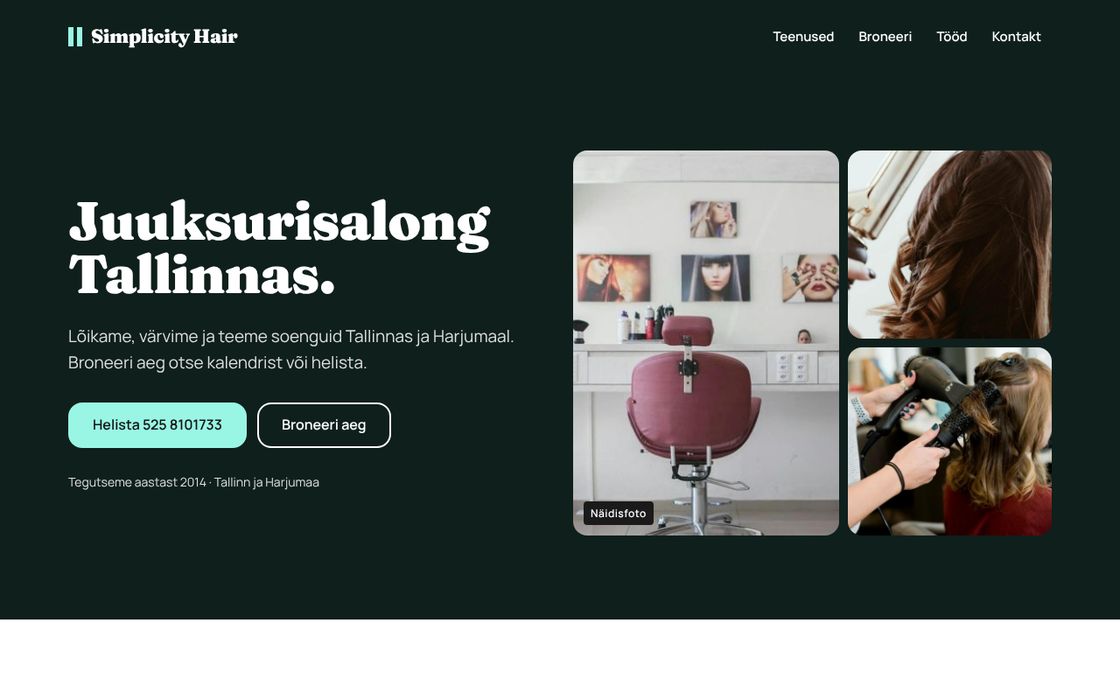 Simplicity Hair
Teenused
Broneeri
Tööd
Kontakt
Juuksurisalong
Tallinnas.
Lõikame, värvime ja teeme soenguid Tallinnas ja Harjumaal.
Broneeri aeg otse kalendrist või helista.
Helista 525 8101733
Broneeri aeg
Tegutseme aastast 2014 · Tallinn ja Harjumaa
Näidisfoto